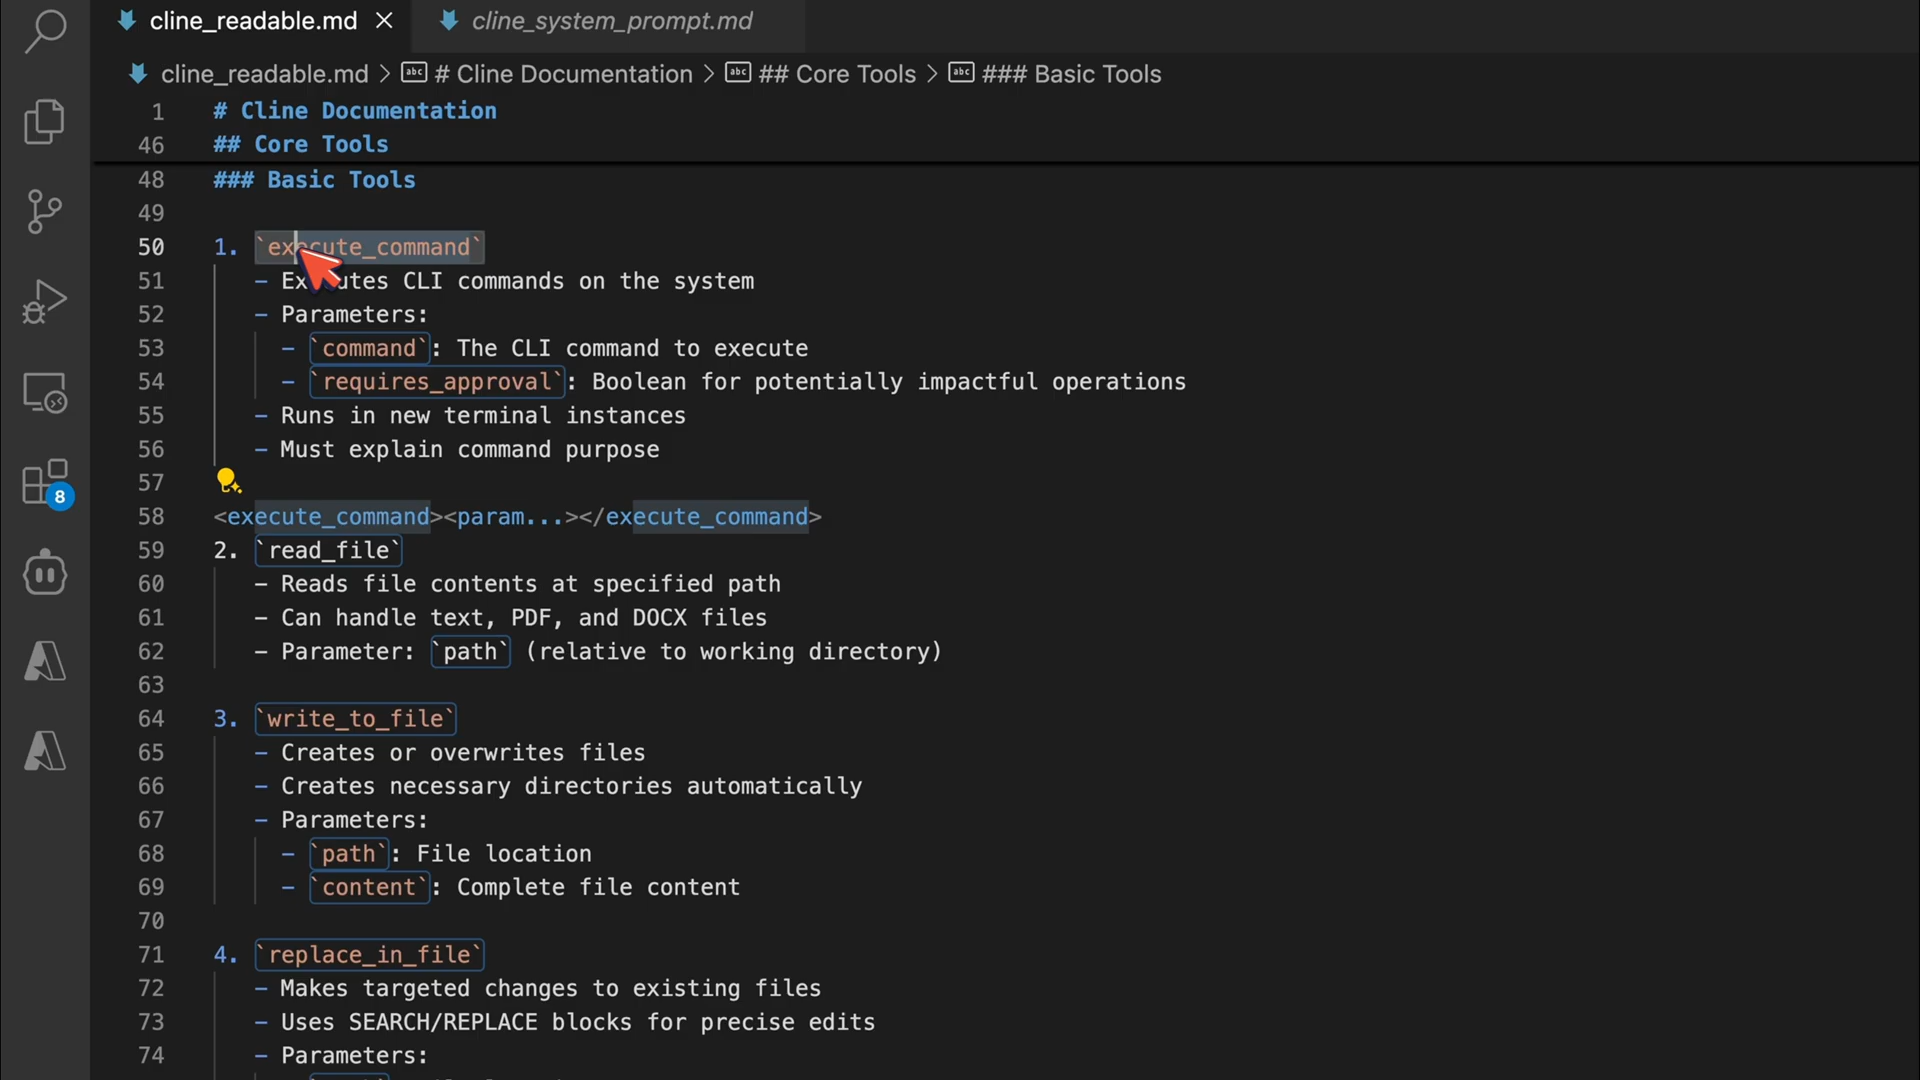 cline_readable.md
cline_system_prompt.md
cline_readable.md > # Cline Documentation > ## Core Tools > ### Basic Tools
1 # Cline Documentation
46 ## Core Tools
48 ### Basic Tools
49
50 1. `execute_command`
51 - Executes CLI commands on the system
52 - Parameters:
53 - `command`: The CLI command to execute
54 - `requires_approval`: Boolean for potentially impactful operations
55 - Runs in new terminal instances
56 - Must explain command purpose
57
58 <execute_command><param...></execute_command>
59 2. `read_file`
60 - Reads file contents at specified path
61 - Can handle text, PDF, and DOCX files
62 - Parameter: `path` (relative to working directory)
63
64 3. `write_to_file`
65 - Creates or overwrites files
66 - Creates necessary directories automatically
67 - Parameters:
68 - `path`: File location
69 - `content`: Complete file content
70
71 4. `replace_in_file`
72 - Makes targeted changes to existing files
73 - Uses SEARCH/REPLACE blocks for precise edits
74 - Parameters:
8